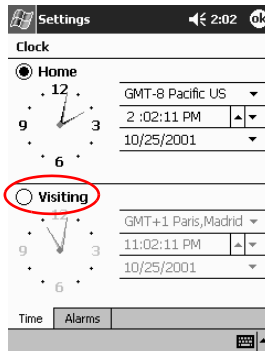 Settings 2:02 ok
Clock
Home
12
9 3
6
GMT-8 Pacific US
2 :02:11 PM
10/25/2001
Visiting
12
9 3
6
GMT+1 Paris,Madrid
11:02:11 PM
10/25/2001
Time Alarms